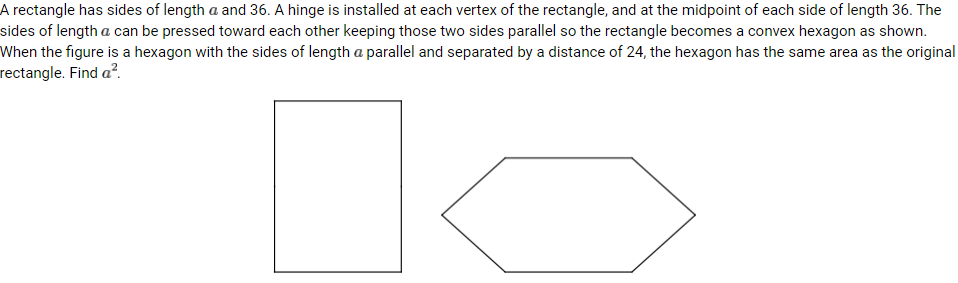 A rectangle has sides of length a and 36. A hinge is installed at each vertex of the rectangle, and at the midpoint of each side of length 36. The
sides of length a can be pressed toward each other keeping those two sides parallel so the rectangle becomes a convex hexagon as shown.
When the figure is a hexagon with the sides of length a parallel and separated by a distance of 24, the hexagon has the same area as the original
rectangle. Find a².